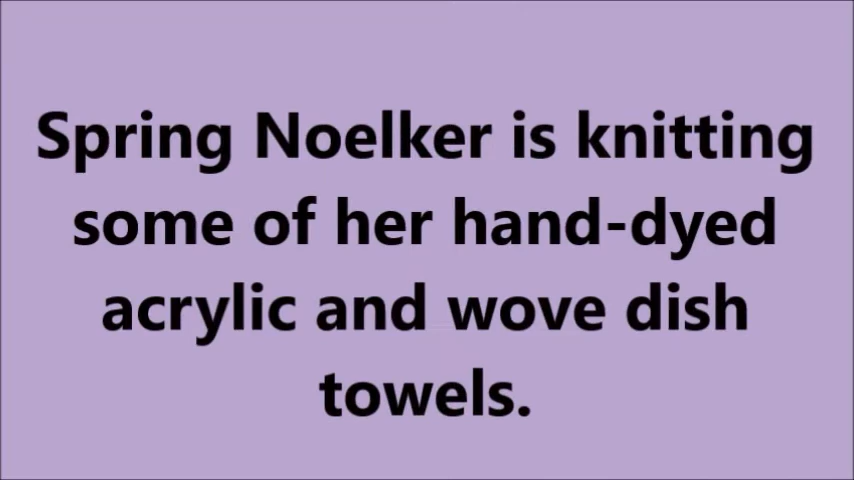 Spring Noelker is knitting
some of her hand-dyed
acrylic and wove dish
towels.